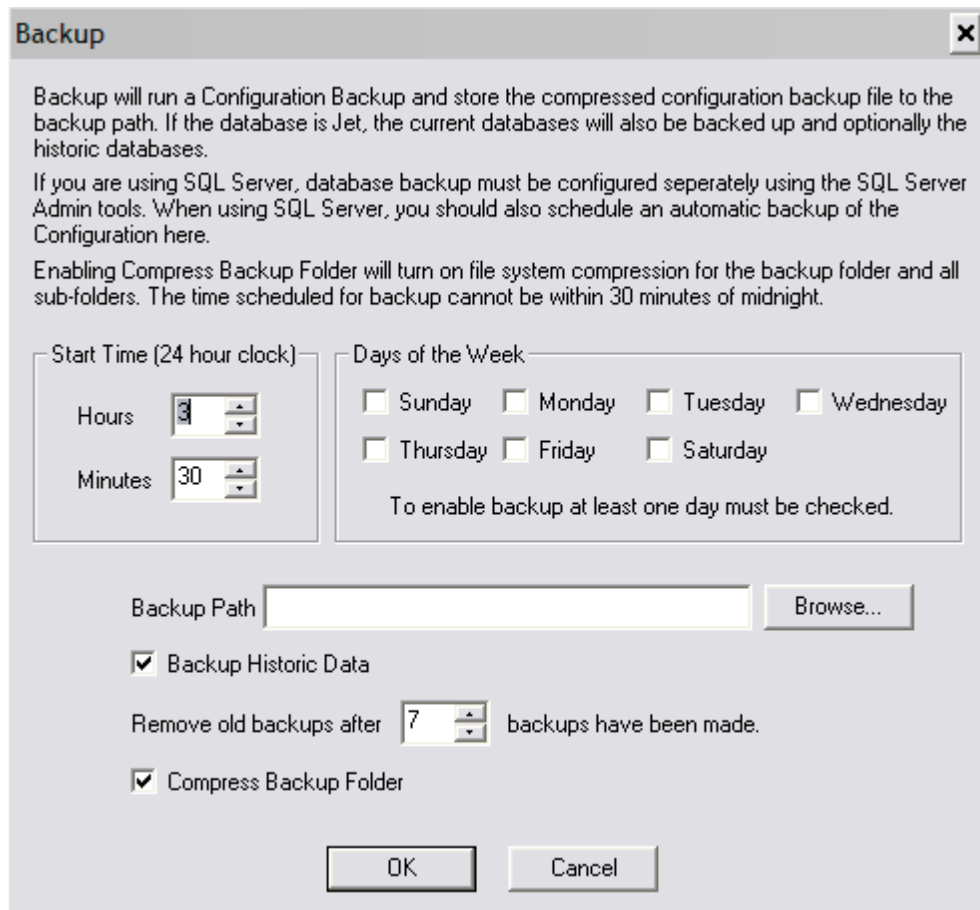 Backup
Backup will run a Configuration Backup and store the compressed configuration backup file to the
backup path. If the database is Jet, the current databases will also be backed up and optionally the
historic databases.
If you are using SQL Server, database backup must be configured seperately using the SQL Server
Admin tools. When using SQL Server, you should also schedule an automatic backup of the
Configuration here.
Enabling Compress Backup Folder will turn on file system compression for the backup folder and all
sub-folders. The time scheduled for backup cannot be within 30 minutes of midnight.
Start Time (24 hour clock)
Hours 3
Minutes 30
Days of the Week
Sunday Monday Tuesday Wednesday
Thursday Friday Saturday
To enable backup at least one day must be checked.
Backup Path Browse...
Backup Historic Data
Remove old backups after 7 backups have been made.
Compress Backup Folder
OK Cancel